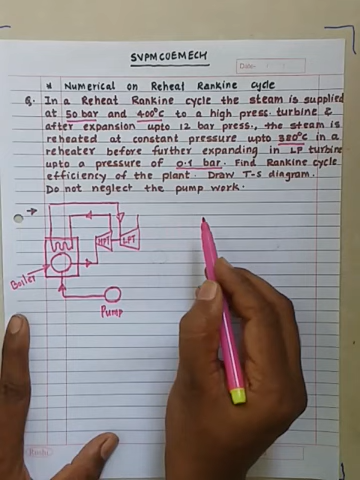 SVPMCOEMECH
Date:
* Numerical on Reheat Rankine Cycle
Q. In a Reheat Rankine cycle the steam is supplied
at 50 bar and 400°C to a high press. turbine &
after expansion upto 12 bar press., the steam is
reheated at constant pressure upto 380°C in a
reheater before further expanding in LP turbine
upto a pressure of 0.1 bar. Find Rankine cycle
efficiency of the plant. Draw T-S diagram.
Do not neglect the pump work.
HPT
LPT
Boiler
Pump